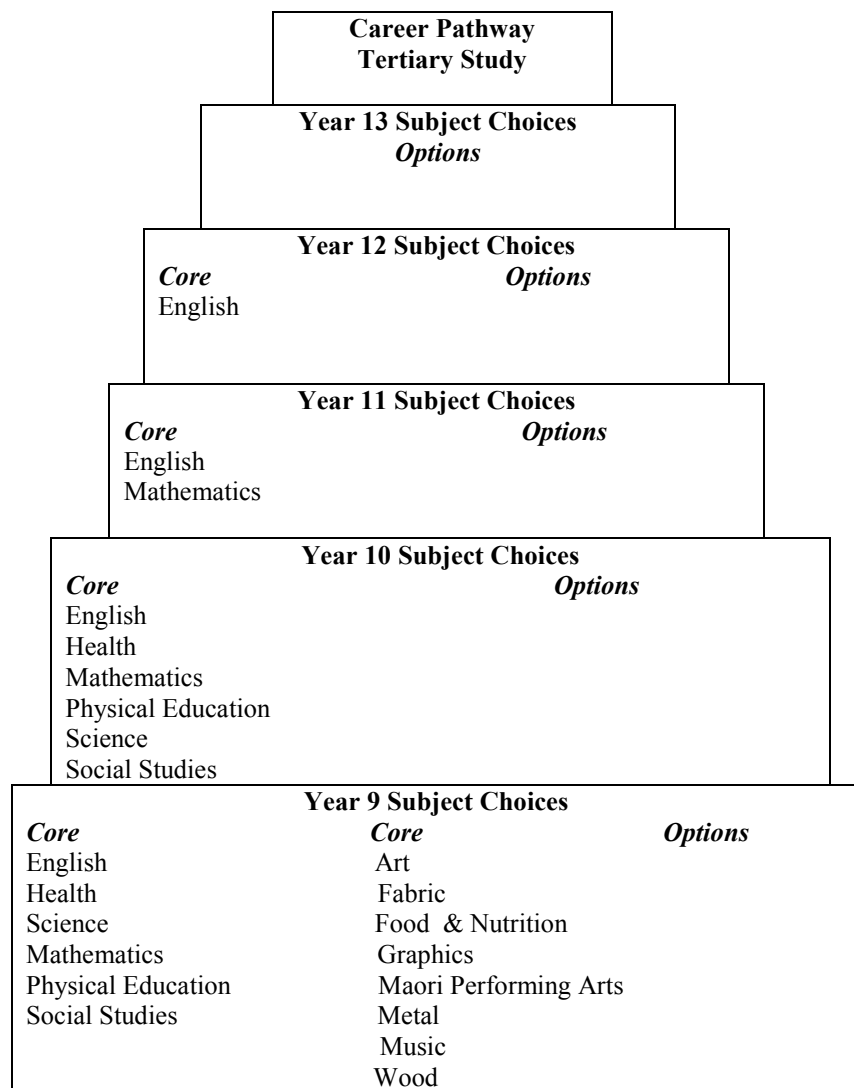 Career Pathway
Tertiary Study
Year 13 Subject Choices
Options
Year 12 Subject Choices
Core Options
English
Year 11 Subject Choices
Core Options
English
Mathematics
Year 10 Subject Choices
Core Options
English
Health
Mathematics
Physical Education
Science
Social Studies
Year 9 Subject Choices
Core Core Options
English Art
Health Fabric
Science Food & Nutrition
Mathematics Graphics
Physical Education Maori Performing Arts
Social Studies Metal
Music
Wood